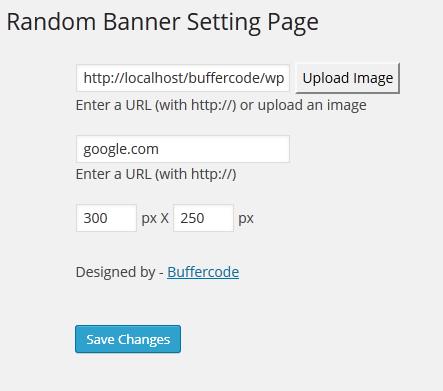 Random Banner Setting Page
http://localhost/buffercode/wp Upload Image
Enter a URL (with http://) or upload an image
google.com
Enter a URL (with http://)
300 px X 250 px
Designed by - Buffercode
Save Changes